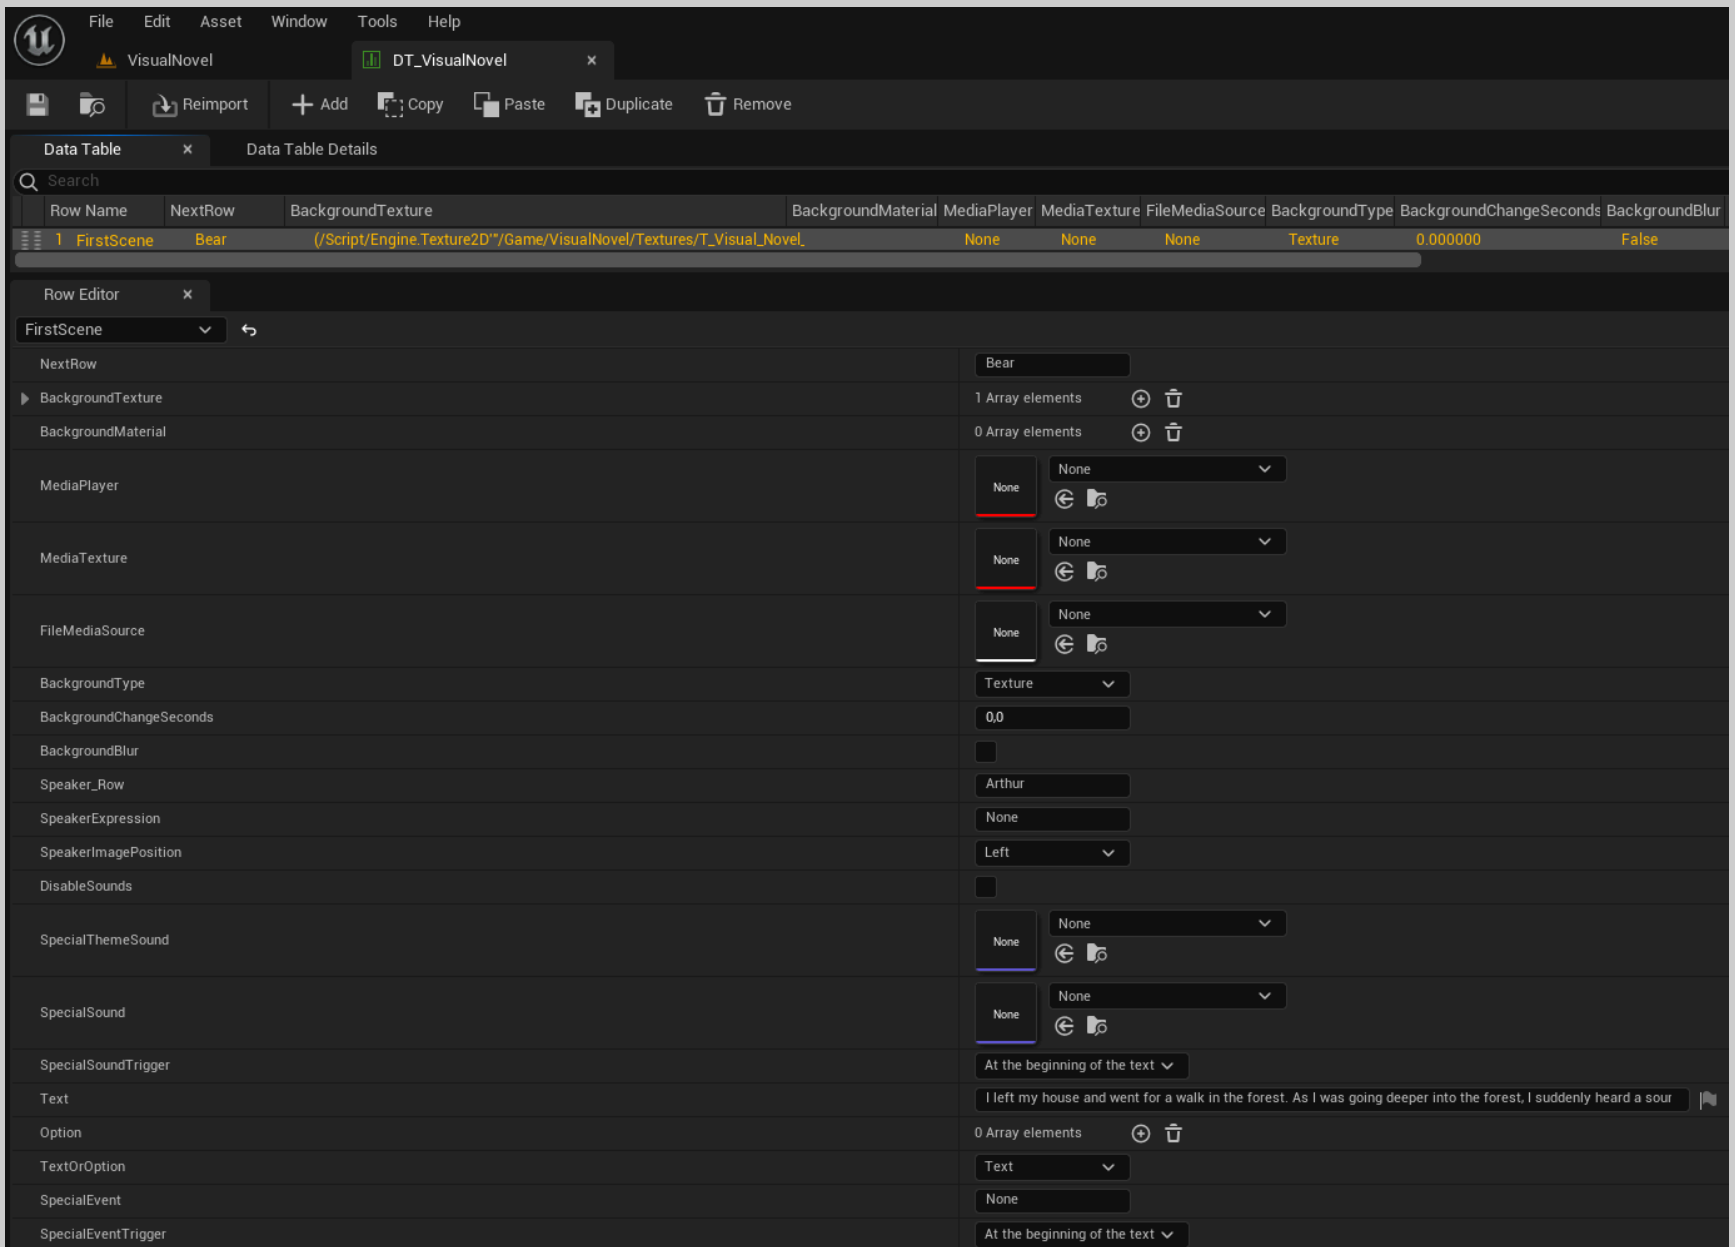 File Edit Asset Window Tools Help
VisualNovel DT_VisualNovel
Reimport Add Copy Paste Duplicate Remove
Data Table Data Table Details
Search
Row Name NextRow BackgroundTexture BackgroundMaterial MediaPlayer MediaTexture FileMediaSource BackgroundType BackgroundChangeSeconds BackgroundBlur
1 FirstScene Bear (/Script/Engine.Texture2D'"/Game/VisualNovel/Textures/T_Visual_Novel_ None None None Texture 0.000000 False
Row Editor
FirstScene
NextRow Bear
BackgroundTexture 1 Array elements
BackgroundMaterial 0 Array elements
MediaPlayer None None
MediaTexture None None
FileMediaSource None None
BackgroundType Texture
BackgroundChangeSeconds 0,0
BackgroundBlur
Speaker_Row Arthur
SpeakerExpression None
SpeakerImagePosition Left
DisableSounds
SpecialThemeSound None None
SpecialSound None None
SpecialSoundTrigger At the beginning of the text
Text I left my house and went for a walk in the forest. As I was going deeper into the forest, I suddenly heard a sour
Option 0 Array elements
TextOrOption Text
SpecialEvent None
SpecialEventTrigger At the beginning of the text